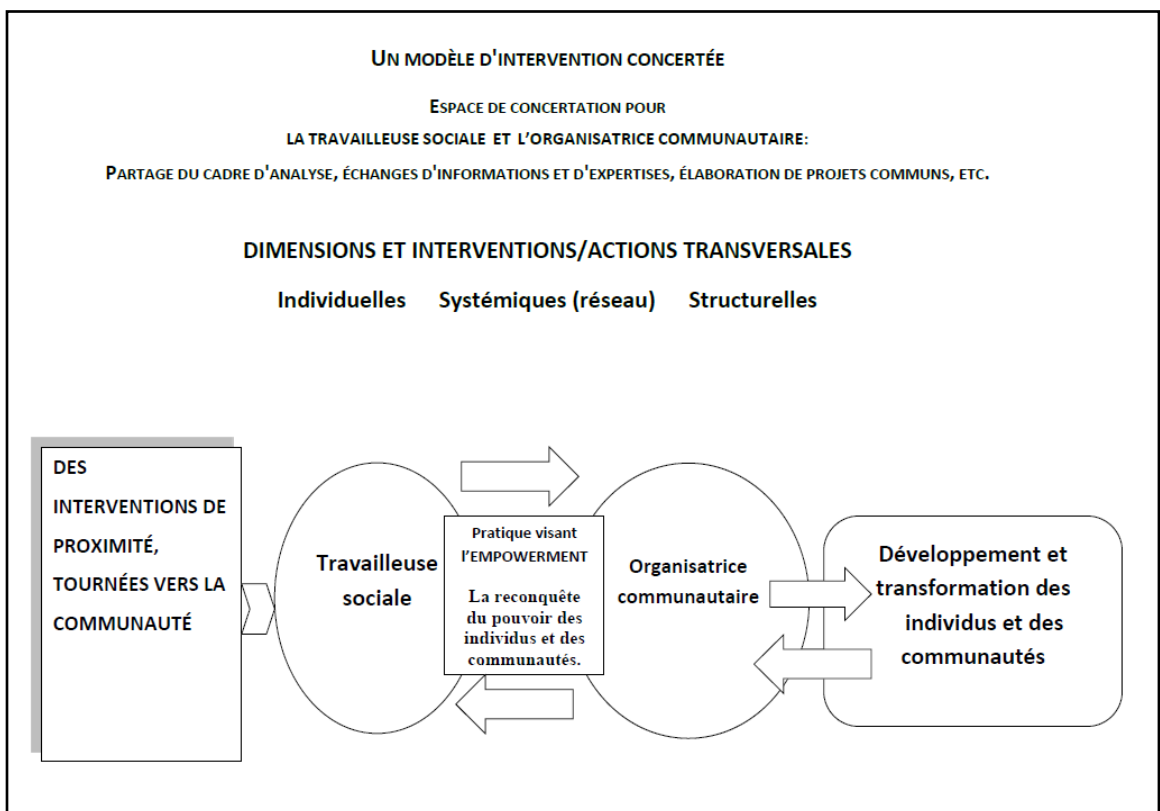 UN MODÈLE D'INTERVENTION CONCERTÉE
ESPACE DE CONCERTATION POUR
LA TRAVAILLEUSE SOCIALE ET L'ORGANISATRICE COMMUNAUTAIRE:
PARTAGE DU CADRE D'ANALYSE, ÉCHANGES D'INFORMATIONS ET D'EXPERTISES, ÉLABORATION DE PROJETS COMMUNS, ETC.
DIMENSIONS ET INTERVENTIONS/ACTIONS TRANSVERSALES
Individuelles Systémiques (réseau) Structurelles
DES
INTERVENTIONS DE
PROXIMITÉ,
TOURNÉES VERS LA
COMMUNAUTÉ
Travailleuse
sociale
Pratique visant
l'EMPOWERMENT
La reconquête
du pouvoir des
individus et des
communautés.
Organisatrice
communautaire
Développement et
transformation des
individus et des
communautés